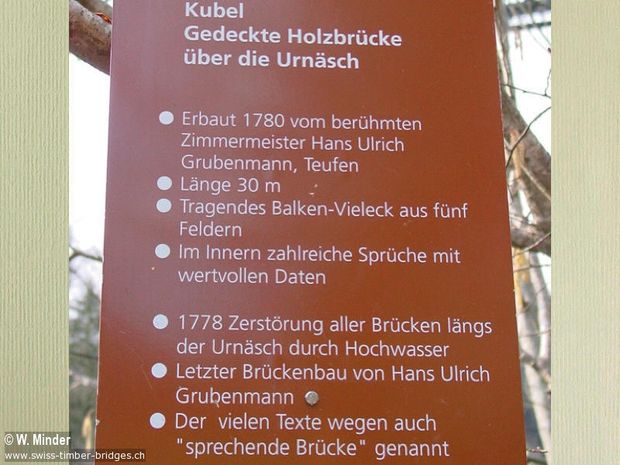 Kubel
Gedeckte Holzbrücke
über die Urnäsch
● Erbaut 1780 vom berühmten
Zimmermeister Hans Ulrich
Grubenmann, Teufen
● Länge 30 m
● Tragendes Balken-Vieleck aus fünf
Feldern
● Im Innern zahlreiche Sprüche mit
wertvollen Daten
● 1778 Zerstörung aller Brücken längs
der Urnäsch durch Hochwasser
● Letzter Brückenbau von Hans Ulrich
Grubenmann
● Der vielen Texte wegen auch
"sprechende Brücke" genannt
© W. Minder
www.swiss-timber-bridges.ch